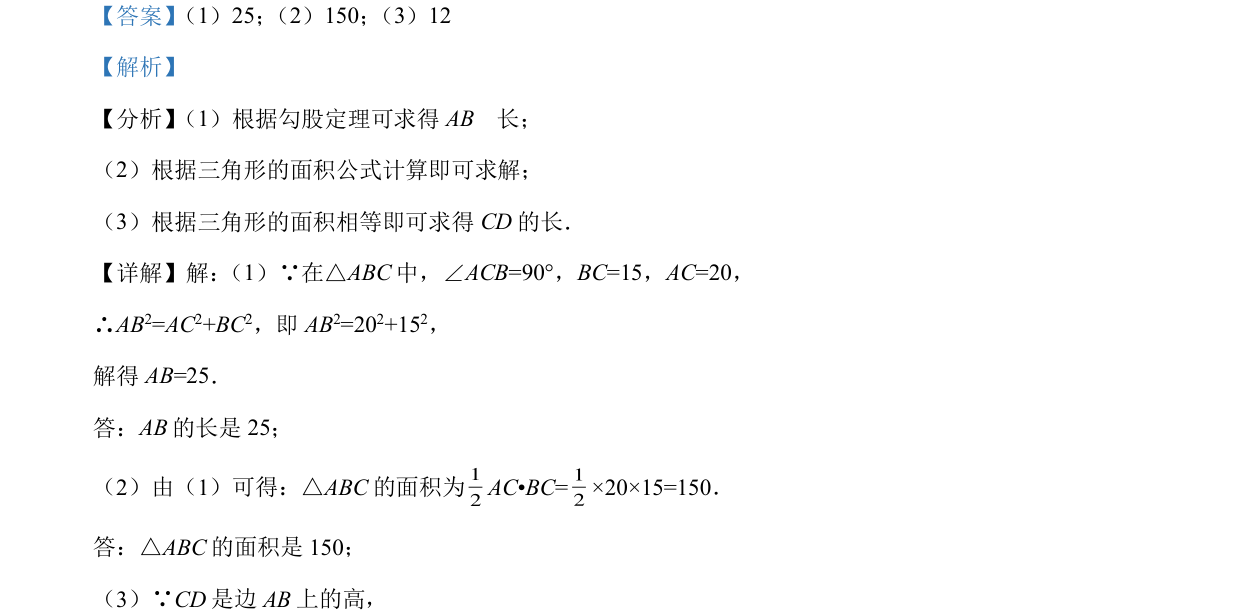 【答案】（1）25；（2）150；（3）12
【解析】
【分析】（1）根据勾股定理可求得 AB 长；
（2）根据三角形的面积公式计算即可求解；
（3）根据三角形的面积相等即可求得 CD 的长．
【详解】解：（1）∵在△ABC 中，∠ACB=90°，BC=15，AC=20，
∴AB²=AC²+BC²，即 AB²=20²+15²，
解得 AB=25．
答：AB 的长是 25；
（2）由（1）可得：△ABC 的面积为 1/2 AC•BC= 1/2 ×20×15=150．
答：△ABC 的面积是 150；
（3）∵CD 是边 AB 上的高，